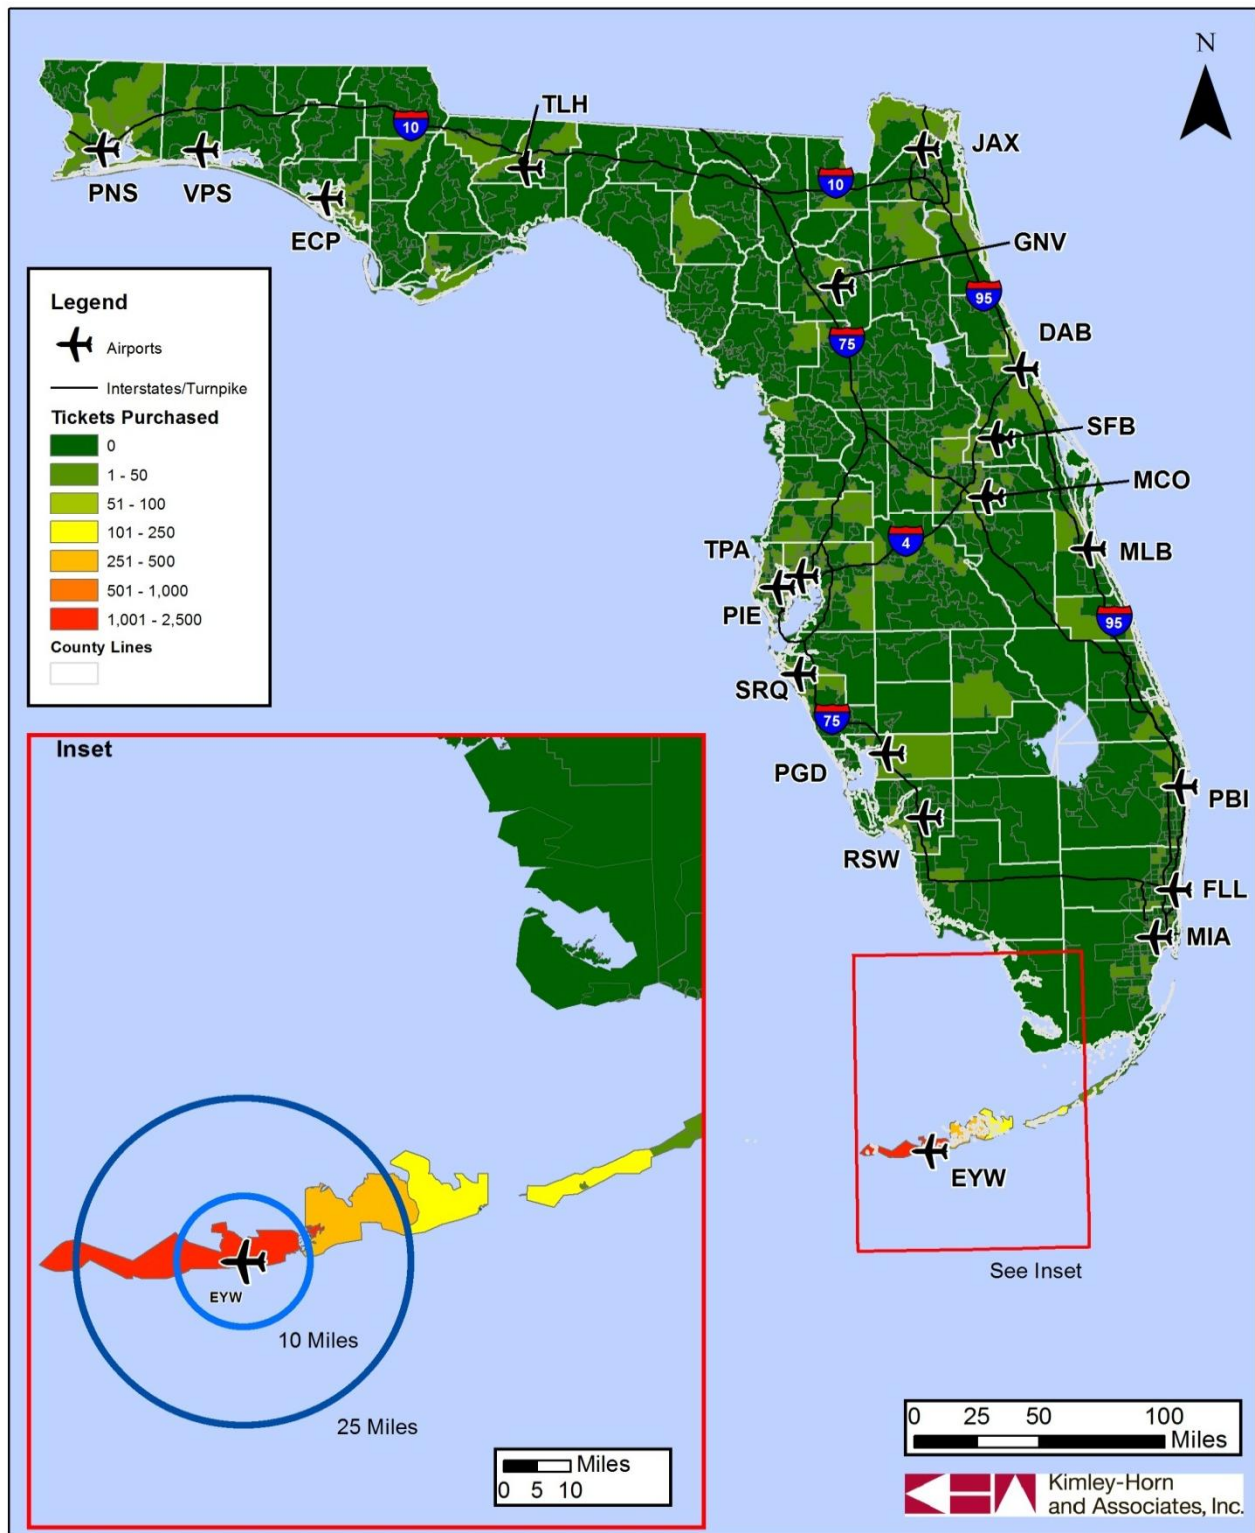 N
TLH
10
JAX
PNS
VPS
10
ECP
GNV
Legend
Airports
Interstates/Turnpike
Tickets Purchased
0
1 - 50
51 - 100
101 - 250
251 - 500
501 - 1,000
1,001 - 2,500
County Lines
95
75
DAB
SFB
MCO
4
TPA
MLB
PIE
95
SRQ
75
PGD
PBI
RSW
FLL
MIA
EYW
See Inset
Inset
EYW
10 Miles
25 Miles
Miles
0 5 10
0 25 50 100
Miles
Kimley-Horn
and Associates, Inc.